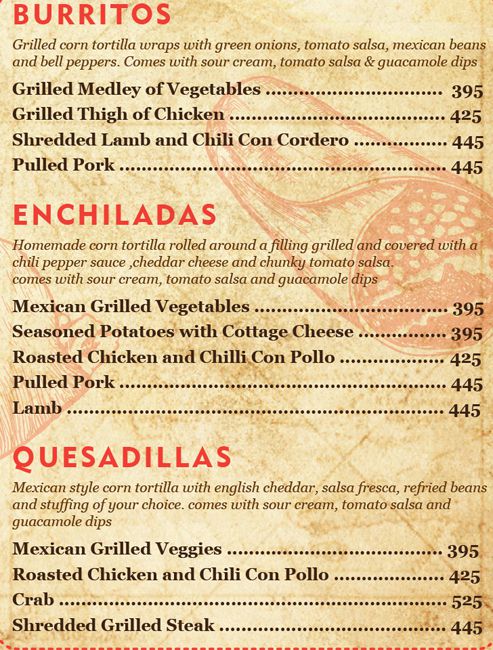 BURRITOS
Grilled corn tortilla wraps with green onions, tomato salsa, mexican beans
and bell peppers. Comes with sour cream, tomato salsa & guacamole dips
Grilled Medley of Vegetables ................................ 395
Grilled Thigh of Chicken ....................................... 425
Shredded Lamb and Chili Con Cordero ................. 445
Pulled Pork ............................................................ 445
ENCHILADAS
Homemade corn tortilla rolled around a filling grilled and covered with a
chili pepper sauce ,cheddar cheese and chunky tomato salsa.
comes with sour cream, tomato salsa and guacamole dips
Mexican Grilled Vegetables ................................... 395
Seasoned Potatoes with Cottage Cheese ................ 395
Roasted Chicken and Chilli Con Pollo ................... 425
Pulled Pork ............................................................ 445
Lamb ..................................................................... 445
QUESADILLAS
Mexican style corn tortilla with english cheddar, salsa fresca, refried beans
and stuffing of your choice. comes with sour cream, tomato salsa and
guacamole dips
Mexican Grilled Veggies ....................................... 395
Roasted Chicken and Chili Con Pollo .................... 425
Crab ...................................................................... 525
Shredded Grilled Steak ......................................... 445